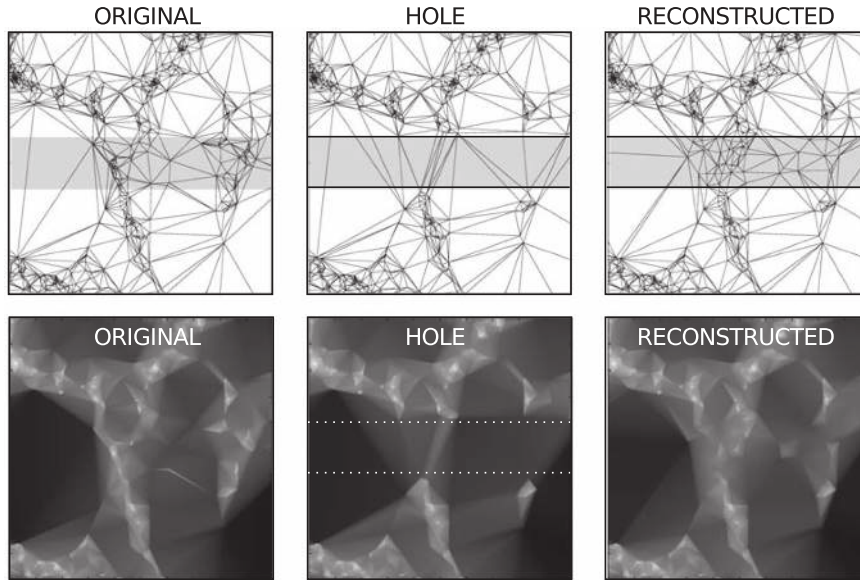 ORIGINAL
HOLE
RECONSTRUCTED
ORIGINAL
HOLE
RECONSTRUCTED